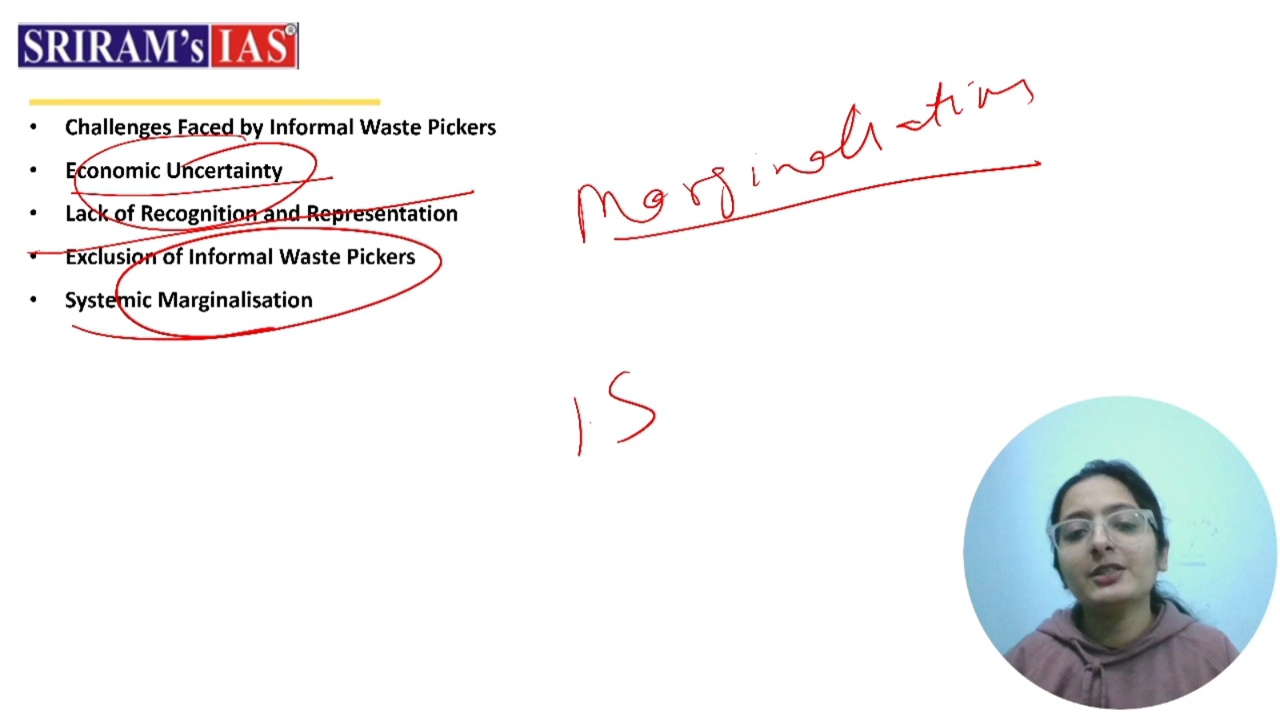 SRIRAM's IAS®
• Challenges Faced by Informal Waste Pickers
• Economic Uncertainty
• Lack of Recognition and Representation
• Exclusion of Informal Waste Pickers
• Systemic Marginalisation
Marginalisation